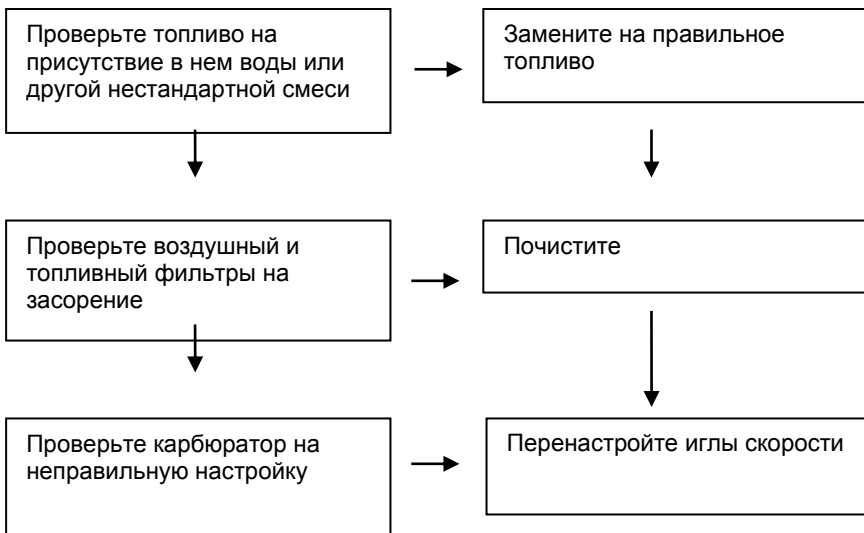 Проверьте топливо на
присутствие в нем воды или
другой нестандартной смеси
Замените на правильное
топливо
Проверьте воздушный и
топливный фильтры на
засорение
Почистите
Проверьте карбюратор на
неправильную настройку
Перенастройте иглы скорости